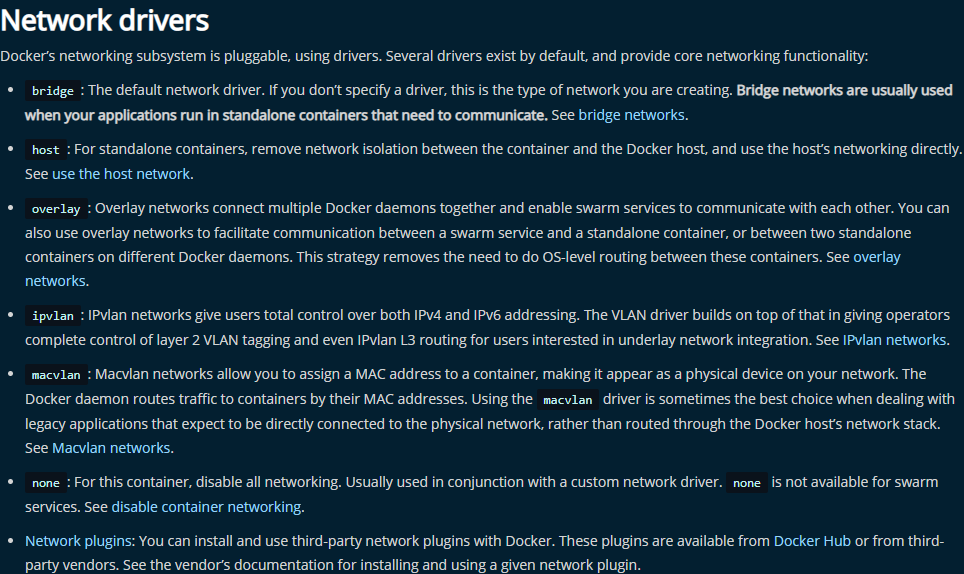 Network drivers
Docker’s networking subsystem is pluggable, using drivers. Several drivers exist by default, and provide core networking functionality:
• bridge : The default network driver. If you don’t specify a driver, this is the type of network you are creating. Bridge networks are usually used
when your applications run in standalone containers that need to communicate. See bridge networks.
• host : For standalone containers, remove network isolation between the container and the Docker host, and use the host’s networking directly.
See use the host network.
• overlay : Overlay networks connect multiple Docker daemons together and enable swarm services to communicate with each other. You can
also use overlay networks to facilitate communication between a swarm service and a standalone container, or between two standalone
containers on different Docker daemons. This strategy removes the need to do OS-level routing between these containers. See overlay
networks.
• ipvlan : IPvlan networks give users total control over both IPv4 and IPv6 addressing. The VLAN driver builds on top of that in giving operators
complete control of layer 2 VLAN tagging and even IPvlan L3 routing for users interested in underlay network integration. See IPvlan networks.
• macvlan : Macvlan networks allow you to assign a MAC address to a container, making it appear as a physical device on your network. The
Docker daemon routes traffic to containers by their MAC addresses. Using the macvlan driver is sometimes the best choice when dealing with
legacy applications that expect to be directly connected to the physical network, rather than routed through the Docker host’s network stack.
See Macvlan networks.
• none : For this container, disable all networking. Usually used in conjunction with a custom network driver. none is not available for swarm
services. See disable container networking.
• Network plugins: You can install and use third-party network plugins with Docker. These plugins are available from Docker Hub or from third-
party vendors. See the vendor’s documentation for installing and using a given network plugin.